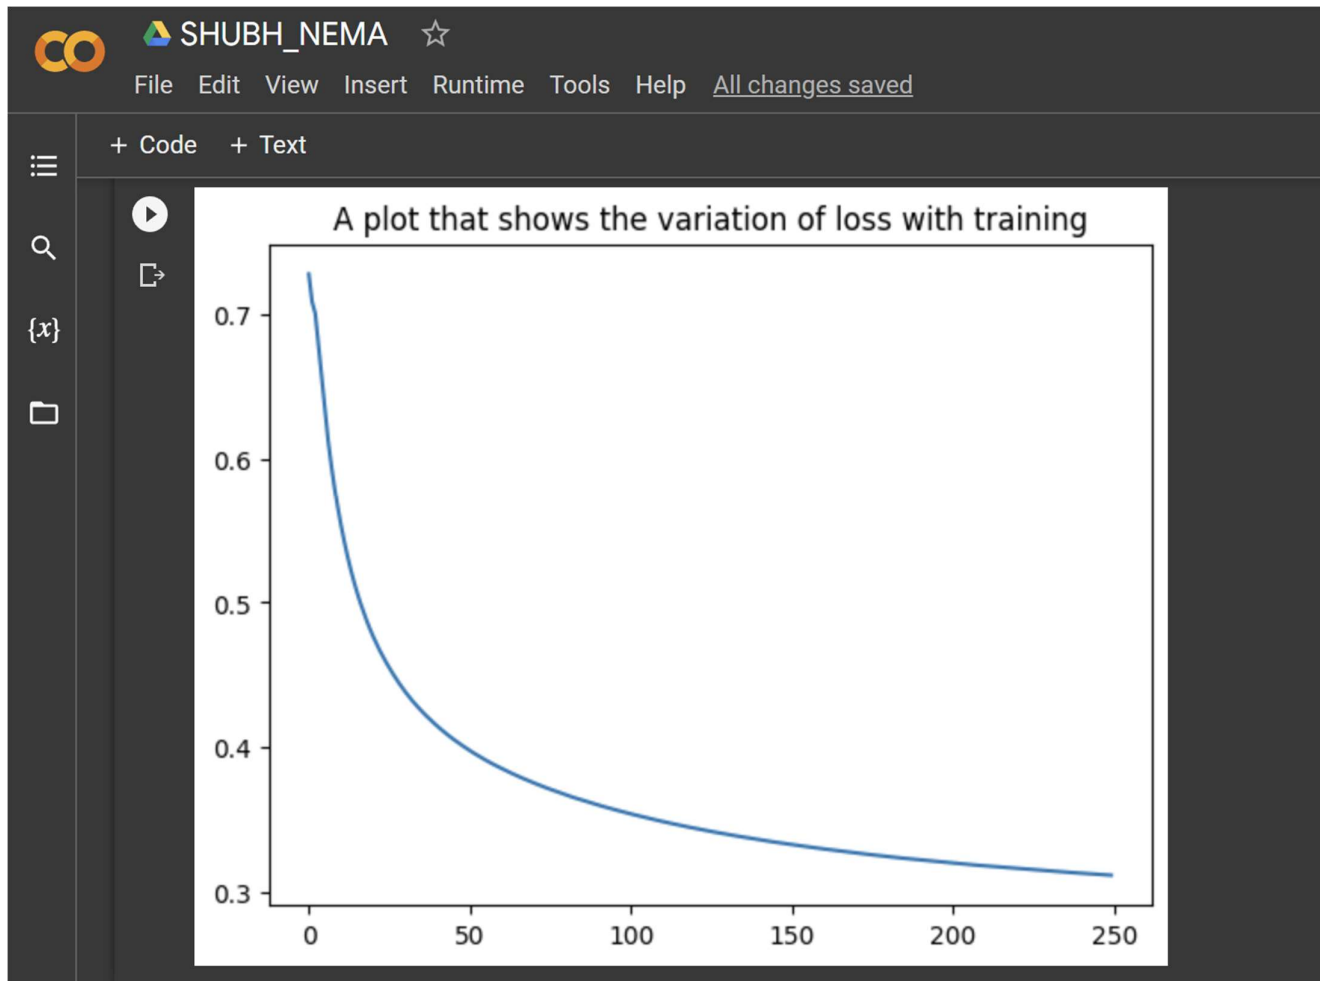 SHUBH_NEMA
File Edit View Insert Runtime Tools Help All changes saved
+ Code + Text
{x}
A plot that shows the variation of loss with training
0.7
0.6
0.5
0.4
0.3
0 50 100 150 200 250